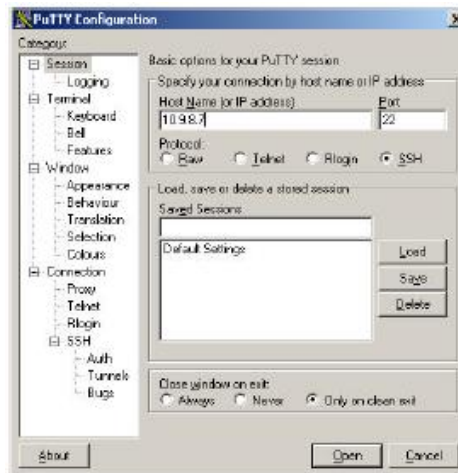 PuTTY Configuration
Category:
Session
Logging
Terminal
Keyboard
Bell
Features
Window
Appearance
Behaviour
Translation
Selection
Colours
Connection
Proxy
Telnet
Rlogin
SSH
Auth
Tunnels
Bugs
Basic options for your PuTTY session
Specify your connection by host name or IP address
Host Name (or IP address) Port
10.9.8.7 22
Protocol:
Raw Telnet Rlogin SSH
Load, save or delete a stored session
Saved Sessions
Default Settings
Load
Save
Delete
Close window on exit:
Always Never Only on clean exit
About Open Cancel